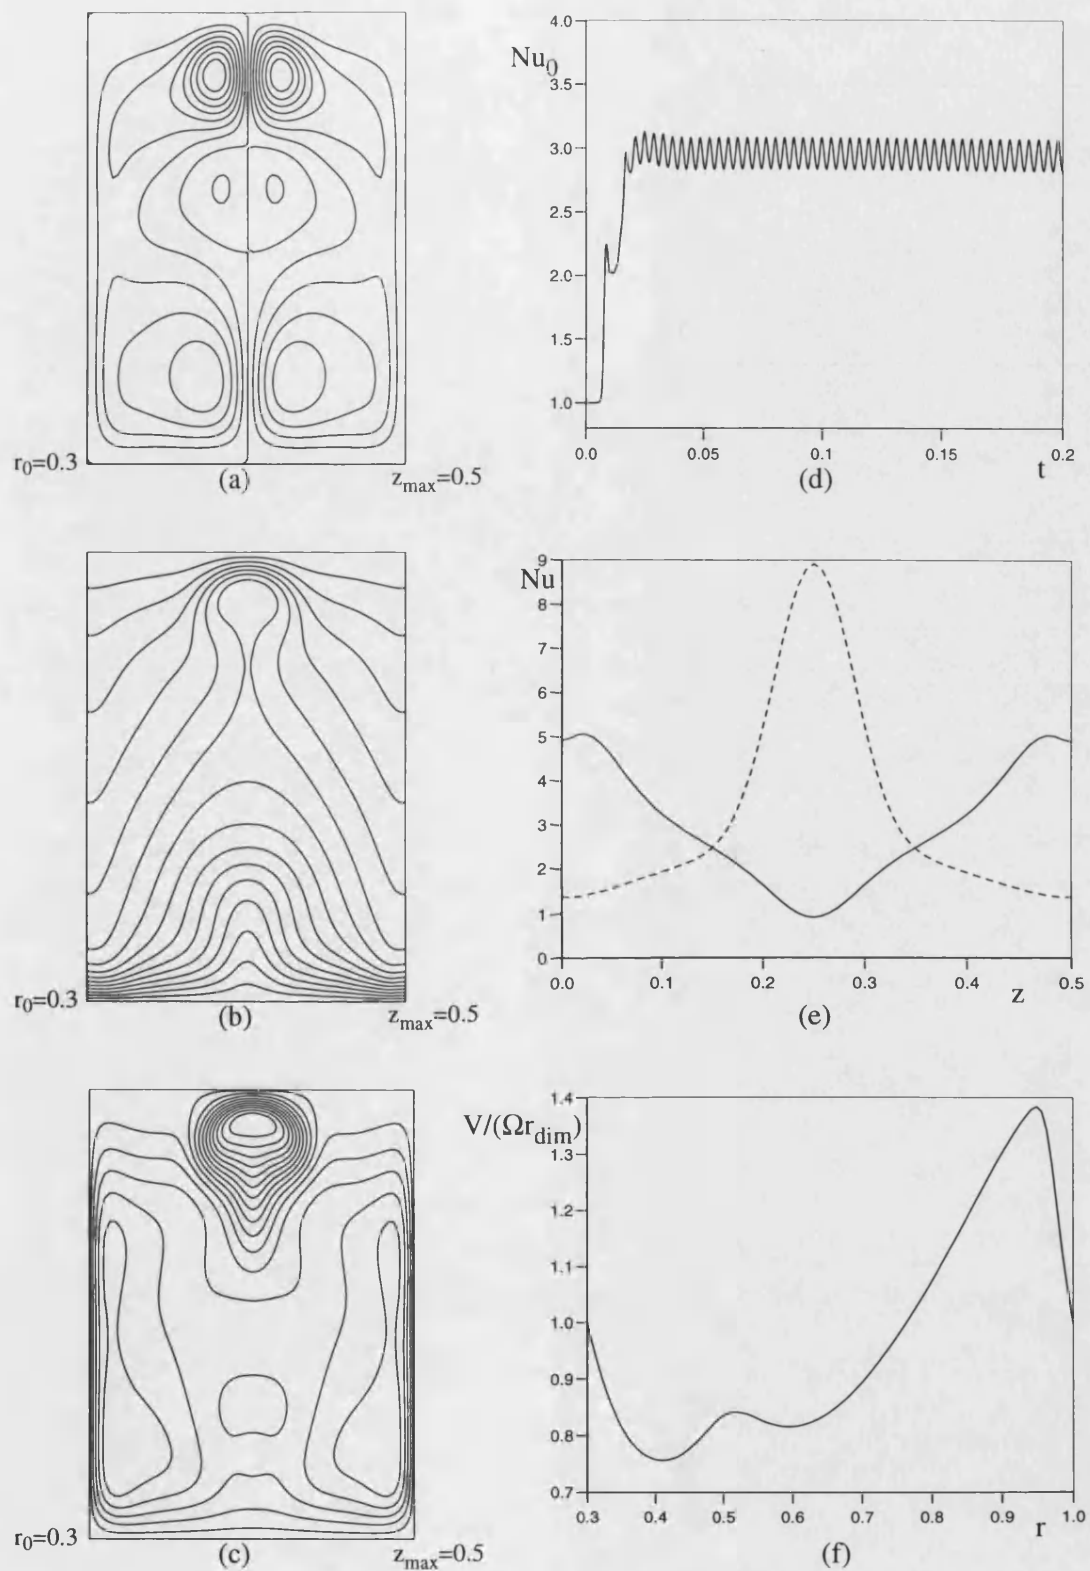 r0=0.3
(a)
zmax=0.5
Nu0
4.0
3.5
3.0
2.5
2.0
1.5
1.0
0.0
0.05
0.1
0.15
0.2
t
(d)
r0=0.3
(b)
zmax=0.5
Nu
9
8
7
6
5
4
3
2
1
0
0.0
0.1
0.2
0.3
0.4
0.5
z
(e)
r0=0.3
(c)
zmax=0.5
V/(Ωrdim)
1.4
1.3
1.2
1.1
1.0
0.9
0.8
0.7
0.3
0.4
0.5
0.6
0.7
0.8
0.9
1.0
r
(f)